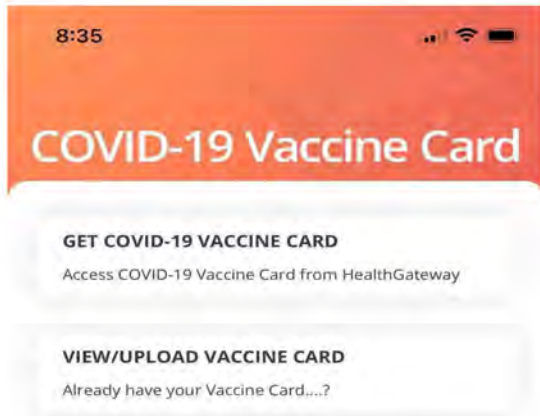 8:35
COVID-19 Vaccine Card
GET COVID-19 VACCINE CARD
Access COVID-19 Vaccine Card from HealthGateway
VIEW/UPLOAD VACCINE CARD
Already have your Vaccine Card....?